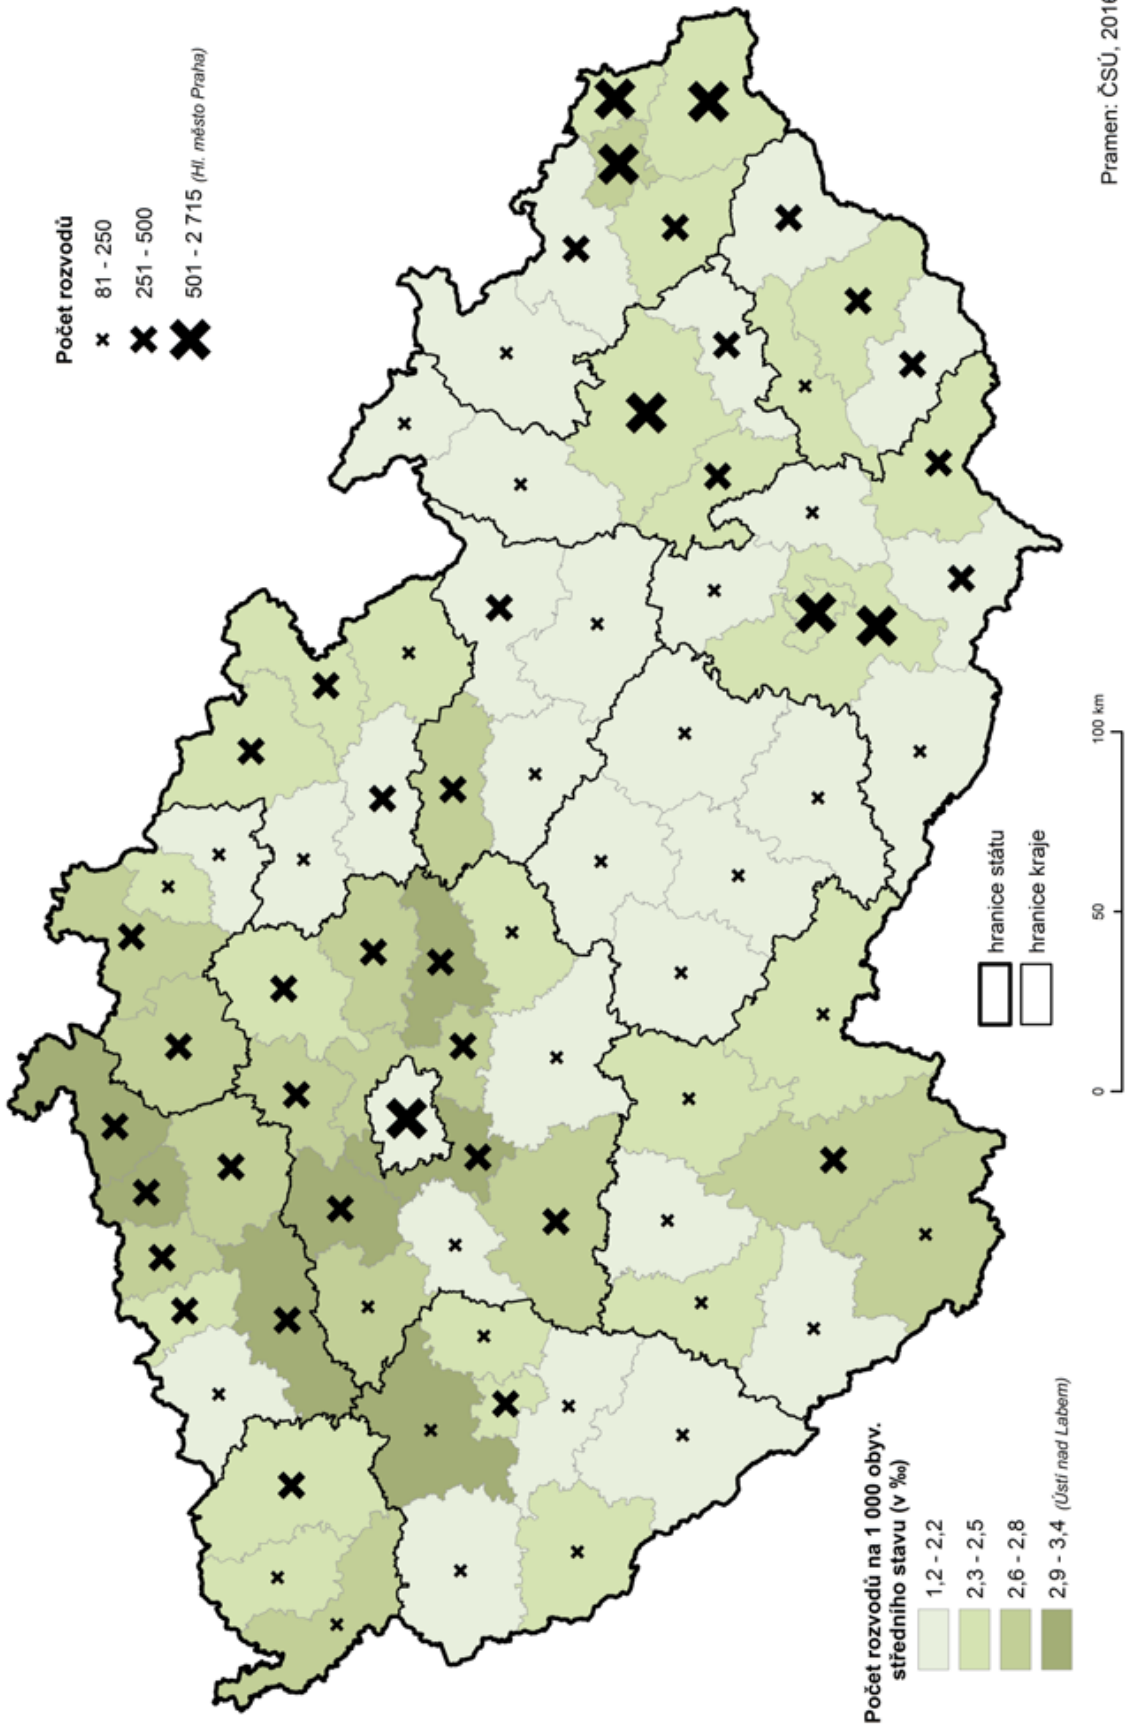 Počet rozvodů
81 - 250
251 - 500
501 - 2 715 (Hl. město Praha)
Počet rozvodů na 1 000 obyv.
středního stavu (v ‰)
1,2 - 2,2
2,3 - 2,5
2,6 - 2,8
2,9 - 3,4 (Ústí nad Labem)
hranice státu
hranice kraje
0 50 100 km
Pramen: ČSÚ, 2016